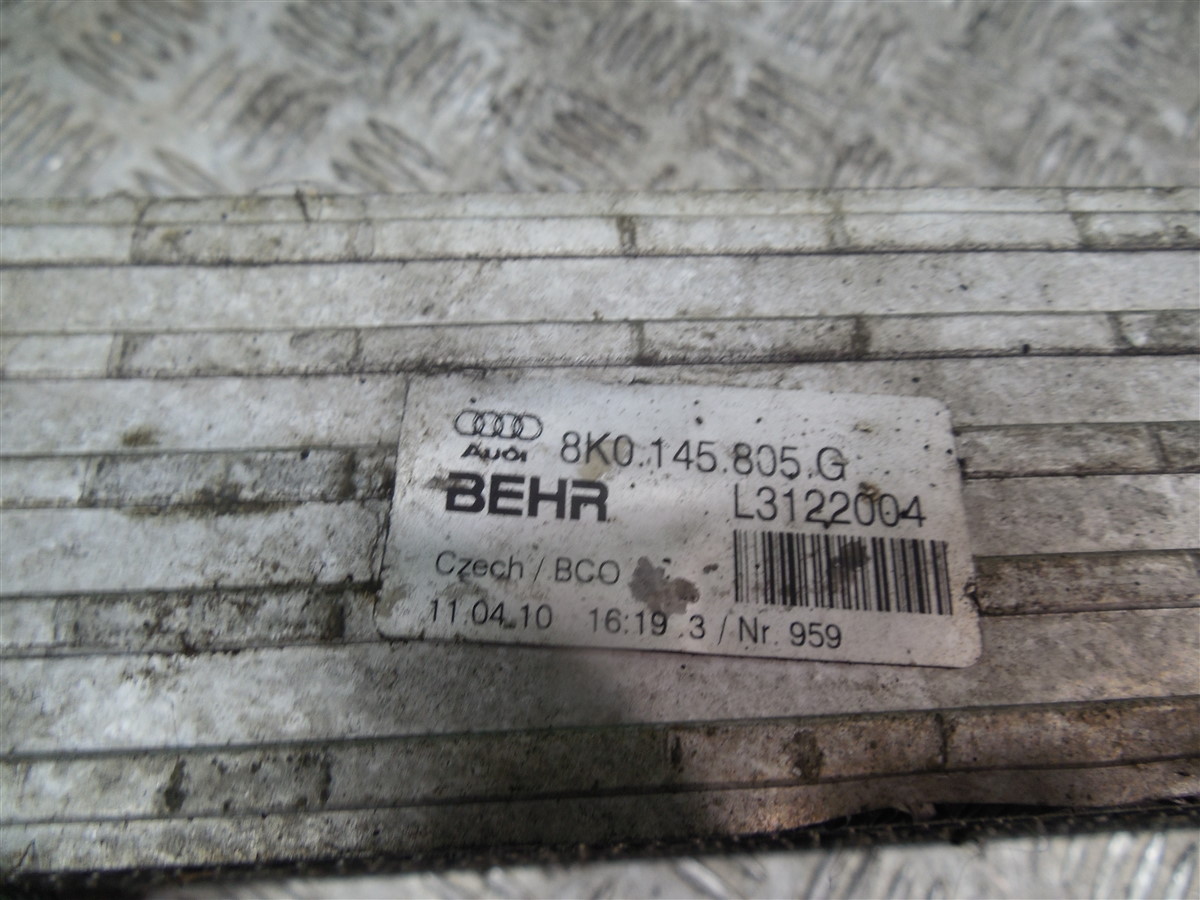 Audi 8K0.145.805.G
BEHR L3122004
Czech / BCO
11.04.10 16:19 .3 / Nr. 959